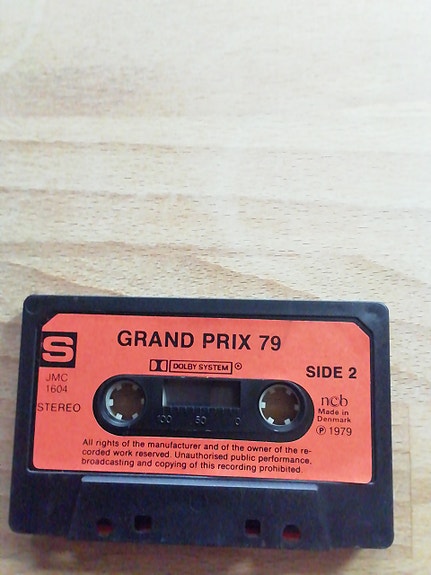 GRAND PRIX 79
S
DOLBY SYSTEM
SIDE 2
JMC
1604
STEREO
ncb
Made in
Denmark
℗ 1979
100 50 0
All rights of the manufacturer and of the owner of the re-
corded work reserved. Unauthorised public performance,
broadcasting and copying of this recording prohibited.